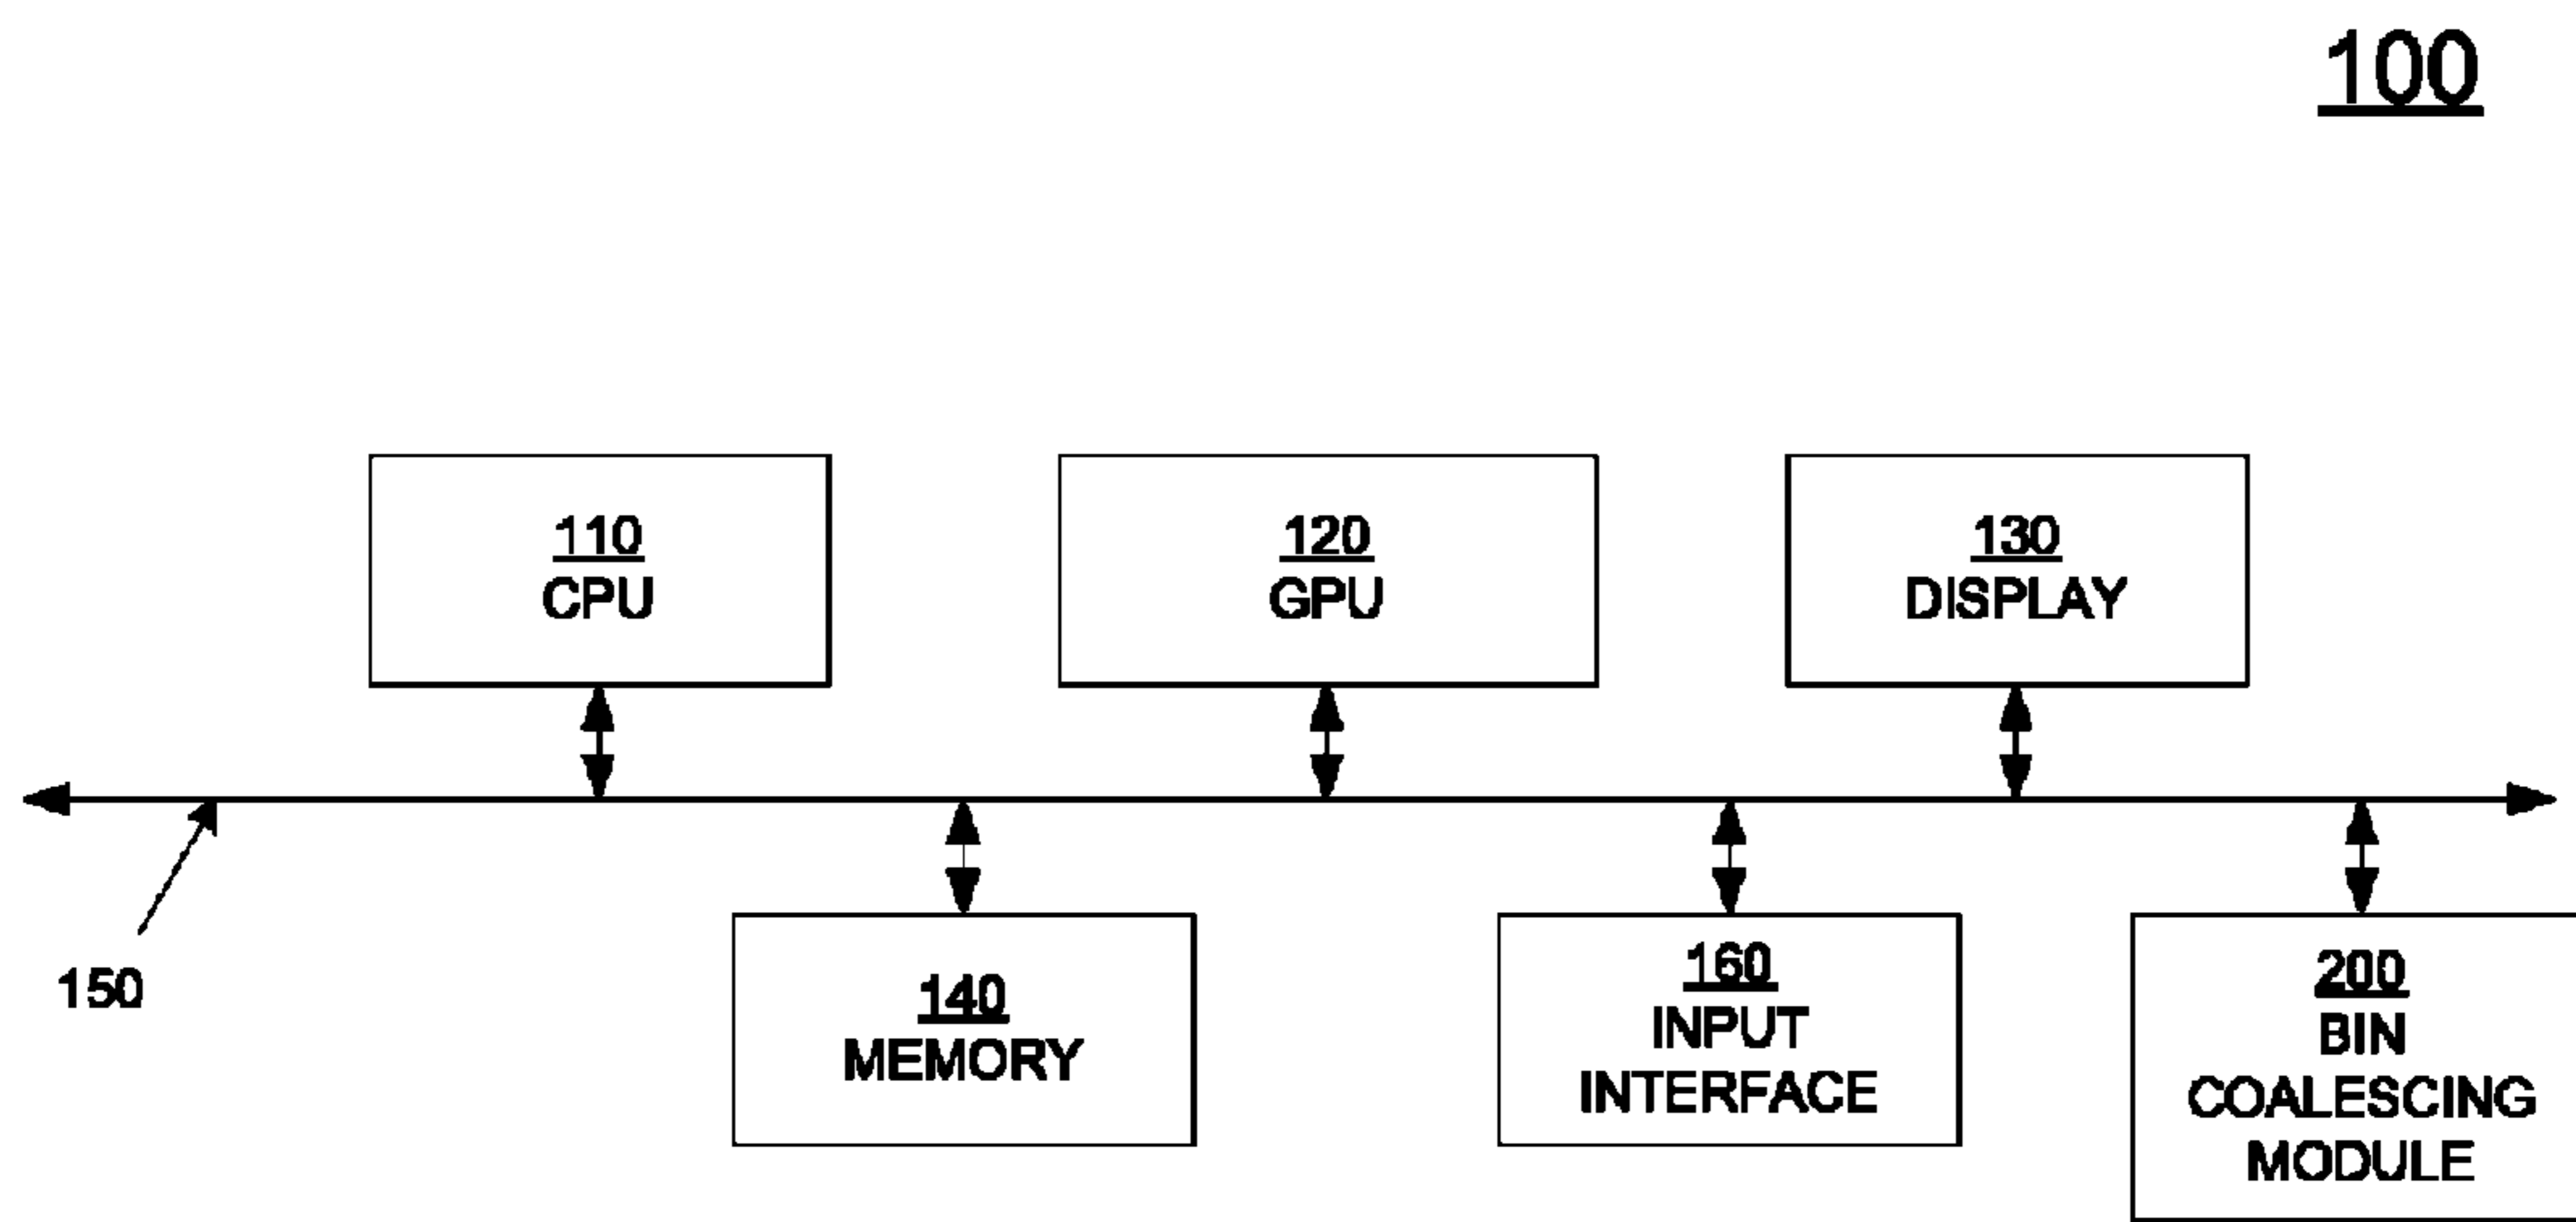 100
110
CPU
120
GPU
130
DISPLAY
150
140
MEMORY
160
INPUT
INTERFACE
200
BIN
COALESCING
MODULE